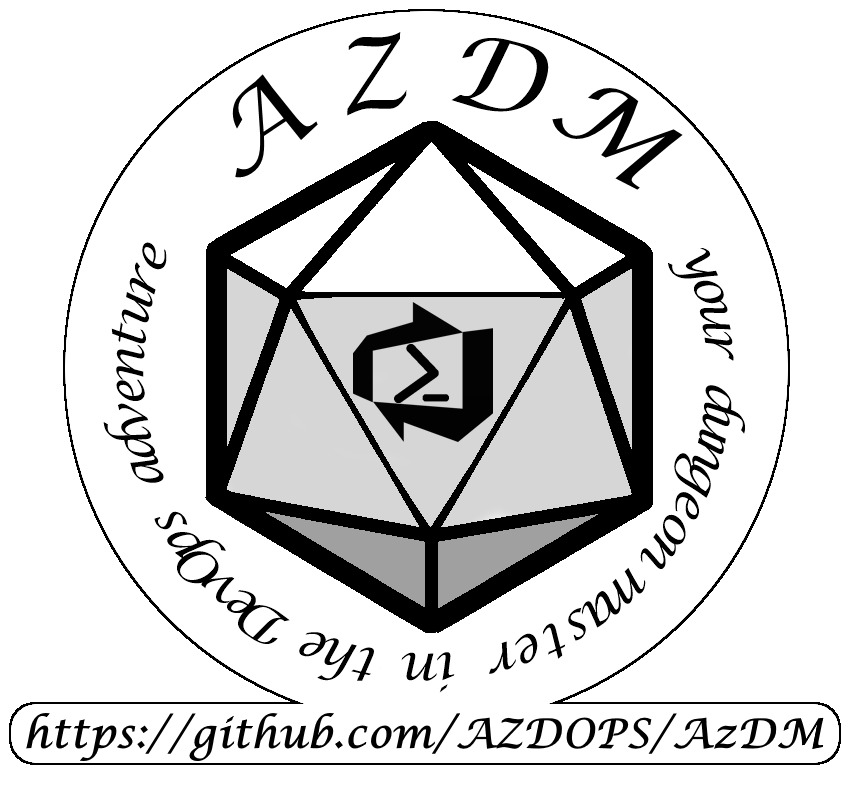 AZDM
your dungeon master in the DevOps adventure
>_
https://github.com/AZDOPS/AzDM